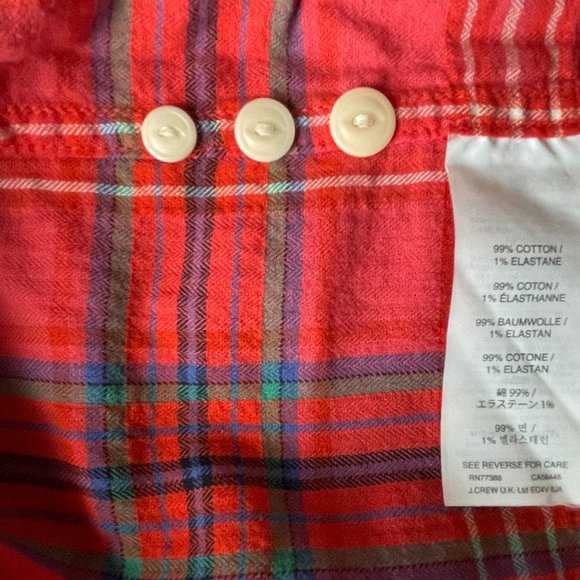 99% COTTON /
1% ELASTANE
99% COTON /
1% ÉLASTHANNE
99% BAUMWOLLE /
1% ELASTAN
99% COTONE /
1% ELASTAN
綿 99% /
エラステーン 1%
99% 면 /
1% 엘라스테인
SEE REVERSE FOR CARE
RN77388 CA56445
J.CREW U.K. Ltd EC4V 6JA